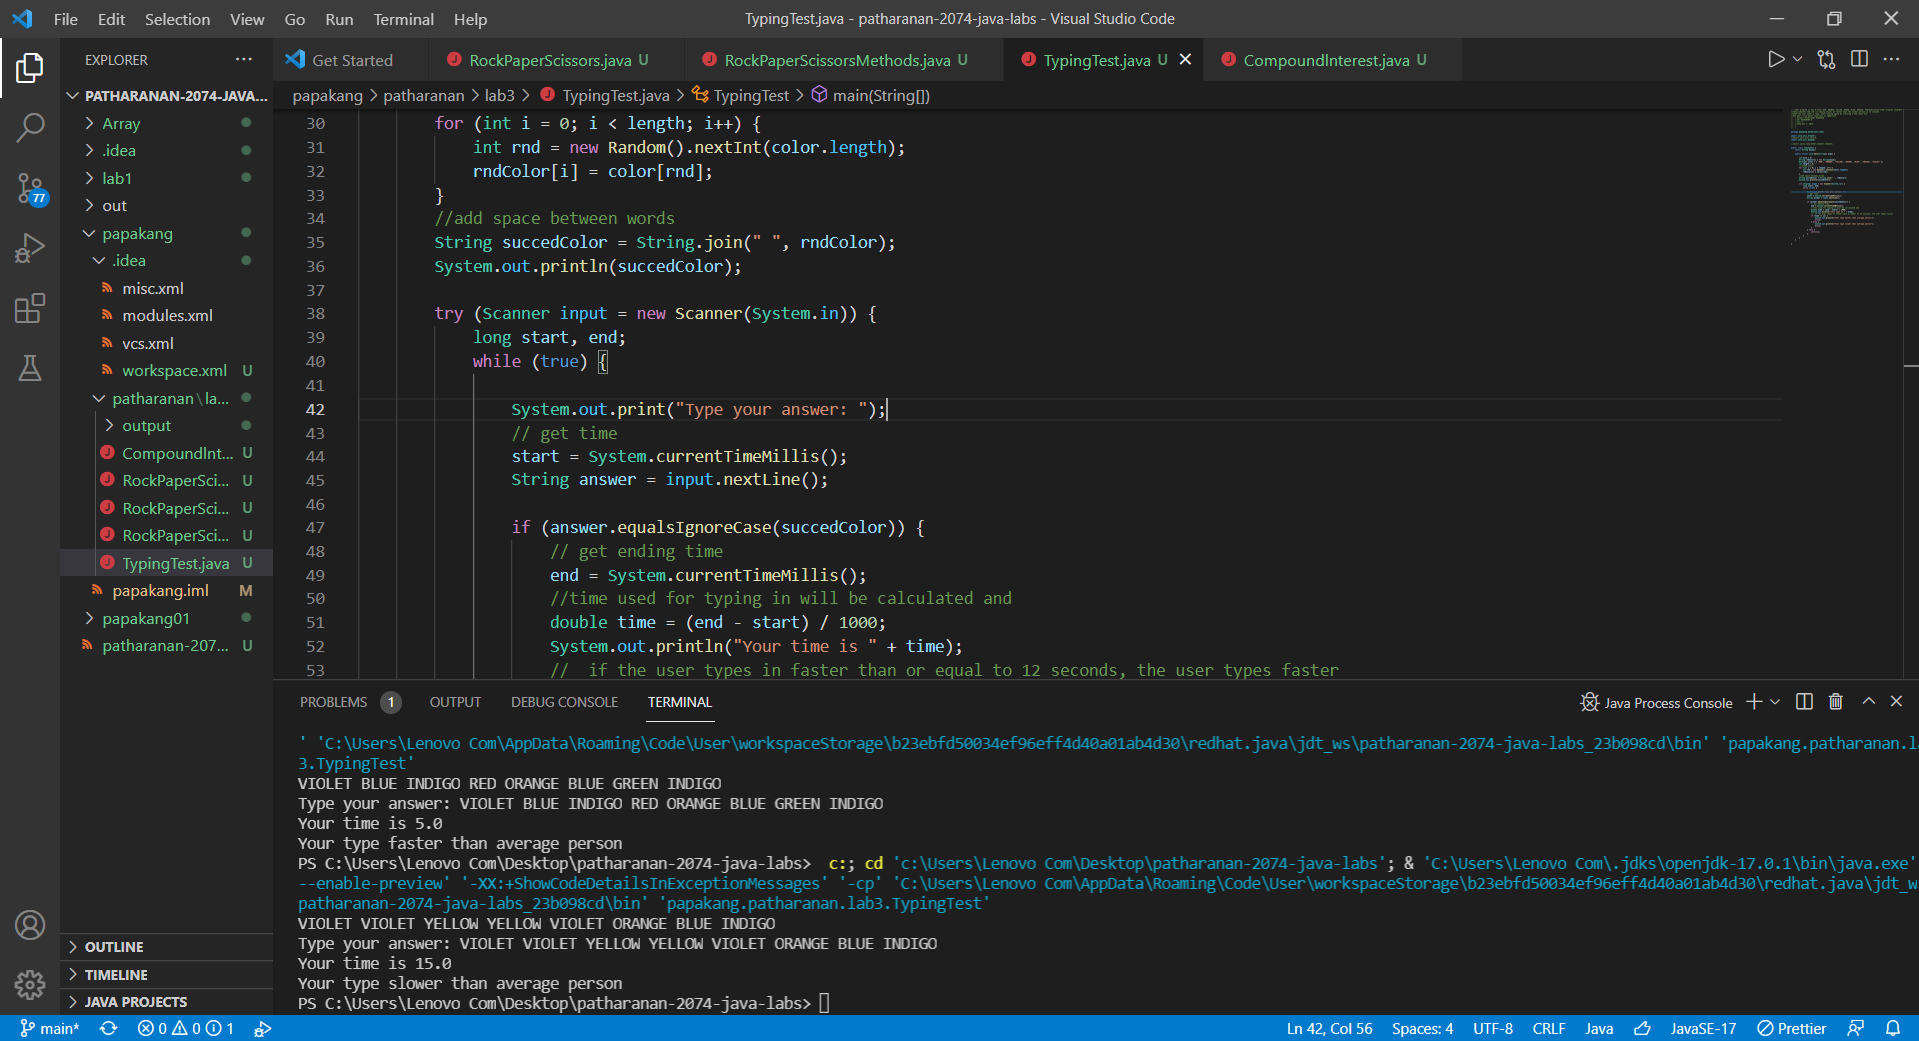 File Edit Selection View Go Run Terminal Help
TypingTest.java - patharanan-2074-java-labs - Visual Studio Code
EXPLORER
PATHARANAN-2074-JAVA...
Array
.idea
lab1
out
papakang
.idea
misc.xml
modules.xml
vcs.xml
workspace.xml U
patharanan\la...
output
CompoundInt... U
RockPaperSci... U
RockPaperSci... U
RockPaperSci... U
TypingTest.java U
papakang.iml M
papakang01
patharanan-207... U
OUTLINE
TIMELINE
JAVA PROJECTS
77
Get Started RockPaperScissors.java U RockPaperScissorsMethods.java U TypingTest.java U CompoundInterest.java U
papakang > patharanan > lab3 > TypingTest.java > TypingTest > main(String[])
30 for (int i = 0; i < length; i++) {
31 int rnd = new Random().nextInt(color.length);
32 rndColor[i] = color[rnd];
33 }
34 //add space between words
35 String succedColor = String.join(" ", rndColor);
36 System.out.println(succedColor);
37
38 try (Scanner input = new Scanner(System.in)) {
39 long start, end;
40 while (true) {
41
42 System.out.print("Type your answer: ");
43 // get time
44 start = System.currentTimeMillis();
45 String answer = input.nextLine();
46
47 if (answer.equalsIgnoreCase(succedColor)) {
48 // get ending time
49 end = System.currentTimeMillis();
50 //time used for typing in will be calculated and
51 double time = (end - start) / 1000;
52 System.out.println("Your time is " + time);
53 // if the user types in faster than or equal to 12 seconds, the user types faster
PROBLEMS 1 OUTPUT DEBUG CONSOLE TERMINAL
Java Process Console
' 'C:\Users\Lenovo Com\AppData\Roaming\Code\User\workspaceStorage\b23ebfd50034ef96eff4d40a01ab4d30\redhat.java\jdt_ws\patharanan-2074-java-labs_23b098cd\bin' 'papakang.patharanan.la
3.TypingTest'
VIOLET BLUE INDIGO RED ORANGE BLUE GREEN INDIGO
Type your answer: VIOLET BLUE INDIGO RED ORANGE BLUE GREEN INDIGO
Your time is 5.0
Your type faster than average person
PS C:\Users\Lenovo Com\Desktop\patharanan-2074-java-labs> c:; cd 'c:\Users\Lenovo Com\Desktop\patharanan-2074-java-labs'; & 'C:\Users\Lenovo Com\.jdks\openjdk-17.0.1\bin\java.exe'
--enable-preview' '-XX:+ShowCodeDetailsInExceptionMessages' '-cp' 'C:\Users\Lenovo Com\AppData\Roaming\Code\User\workspaceStorage\b23ebfd50034ef96eff4d40a01ab4d30\redhat.java\jdt_ws
patharanan-2074-java-labs_23b098cd\bin' 'papakang.patharanan.lab3.TypingTest'
VIOLET VIOLET YELLOW YELLOW VIOLET ORANGE BLUE INDIGO
Type your answer: VIOLET VIOLET YELLOW YELLOW VIOLET ORANGE BLUE INDIGO
Your time is 15.0
Your type slower than average person
PS C:\Users\Lenovo Com\Desktop\patharanan-2074-java-labs>
main* 0 0 1 Ln 42, Col 56 Spaces: 4 UTF-8 CRLF Java JavaSE-17 Prettier